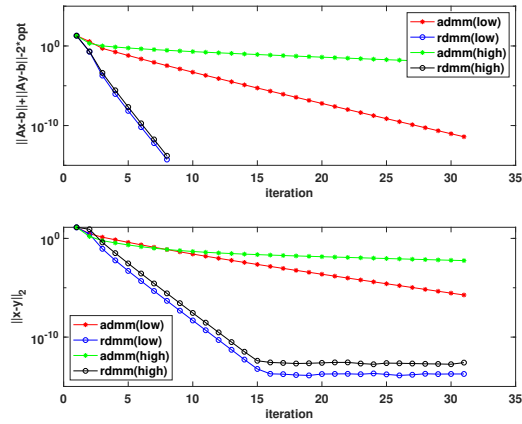 ||Ax-b||+||Ay-b||-2*opt
10^0
10^-10
admm(low)
rdmm(low)
admm(high)
rdmm(high)
0 5 10 15 20 25 30 35
iteration
||x-y||_2
10^0
10^-10
admm(low)
rdmm(low)
admm(high)
rdmm(high)
0 5 10 15 20 25 30 35
iteration